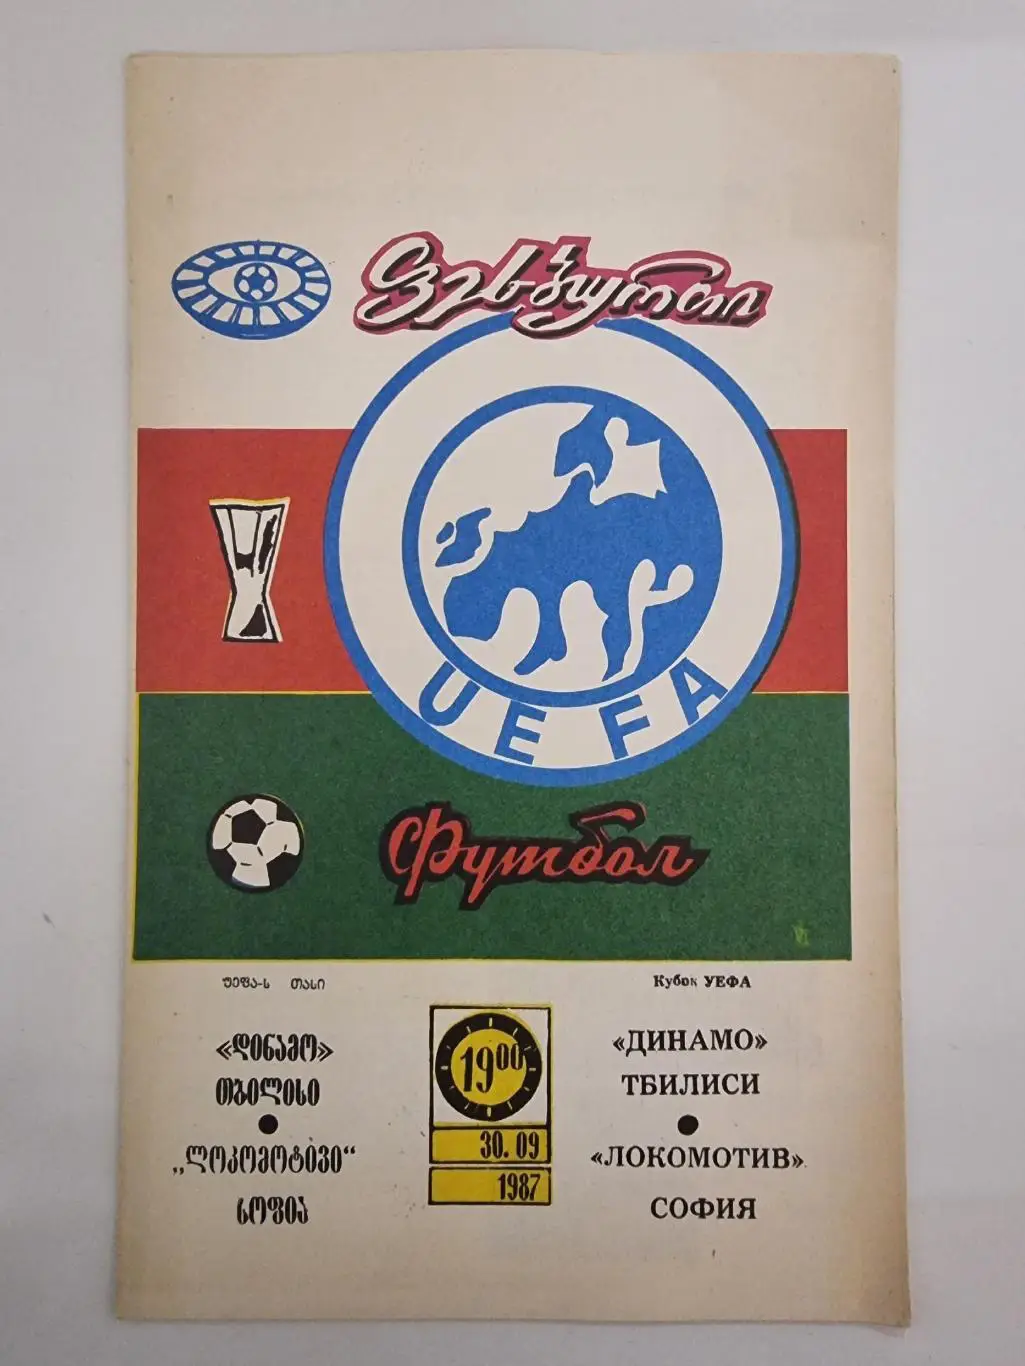 ფეხბურთი
UEFA
Футбол
უეფა-ს თასი
Кубок УЕФА
«დინამო»
თბილისი
„ლოკომოტივი“
სოფია
19⁰⁰
30.09
1987
«ДИНАМО»
ТБИЛИСИ
«ЛОКОМОТИВ»
СОФИЯ